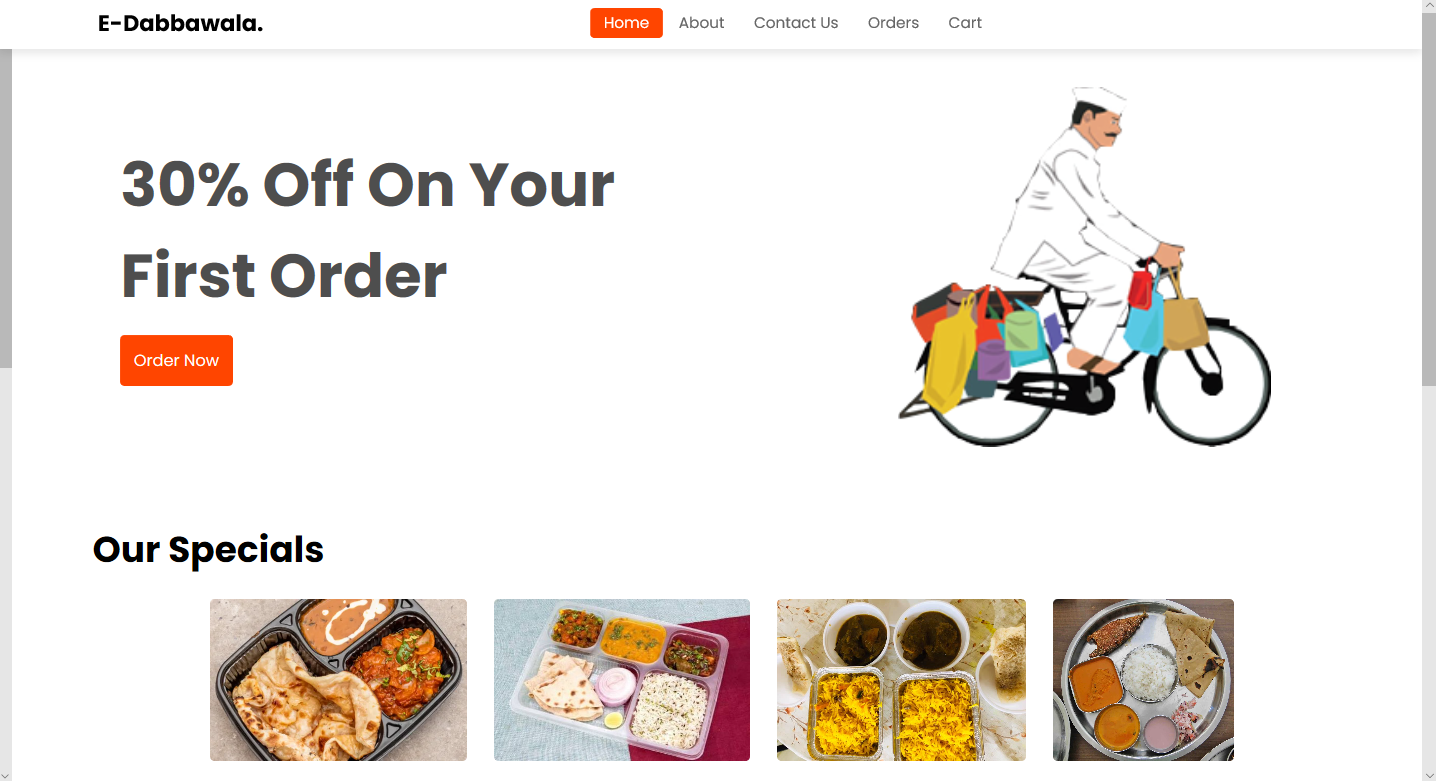 E-Dabbawala.
Home About Contact Us Orders Cart
30% Off On Your
First Order
Order Now
Our Specials